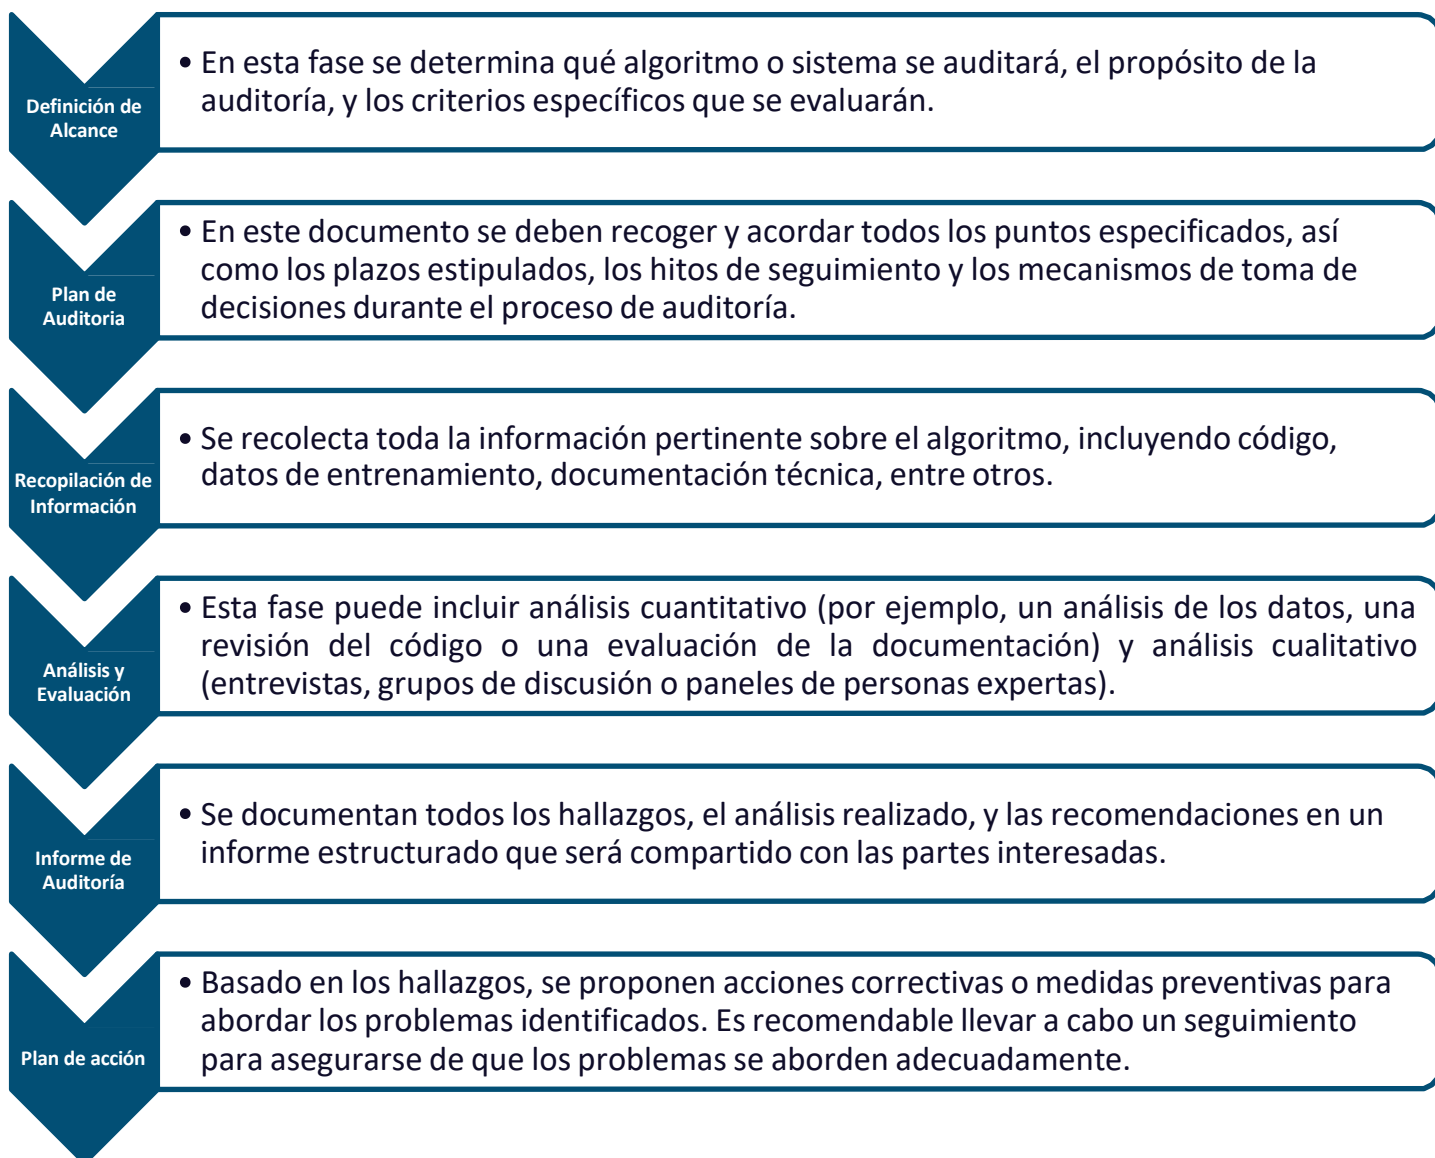 Definición de
Alcance
• En esta fase se determina qué algoritmo o sistema se auditará, el propósito de la
auditoría, y los criterios específicos que se evaluarán.
Plan de
Auditoria
• En este documento se deben recoger y acordar todos los puntos especificados, así
como los plazos estipulados, los hitos de seguimiento y los mecanismos de toma de
decisiones durante el proceso de auditoría.
Recopilación de
Información
• Se recolecta toda la información pertinente sobre el algoritmo, incluyendo código,
datos de entrenamiento, documentación técnica, entre otros.
Análisis y
Evaluación
• Esta fase puede incluir análisis cuantitativo (por ejemplo, un análisis de los datos, una
revisión del código o una evaluación de la documentación) y análisis cualitativo
(entrevistas, grupos de discusión o paneles de personas expertas).
Informe de
Auditoría
• Se documentan todos los hallazgos, el análisis realizado, y las recomendaciones en un
informe estructurado que será compartido con las partes interesadas.
Plan de acción
• Basado en los hallazgos, se proponen acciones correctivas o medidas preventivas para
abordar los problemas identificados. Es recomendable llevar a cabo un seguimiento
para asegurarse de que los problemas se aborden adecuadamente.